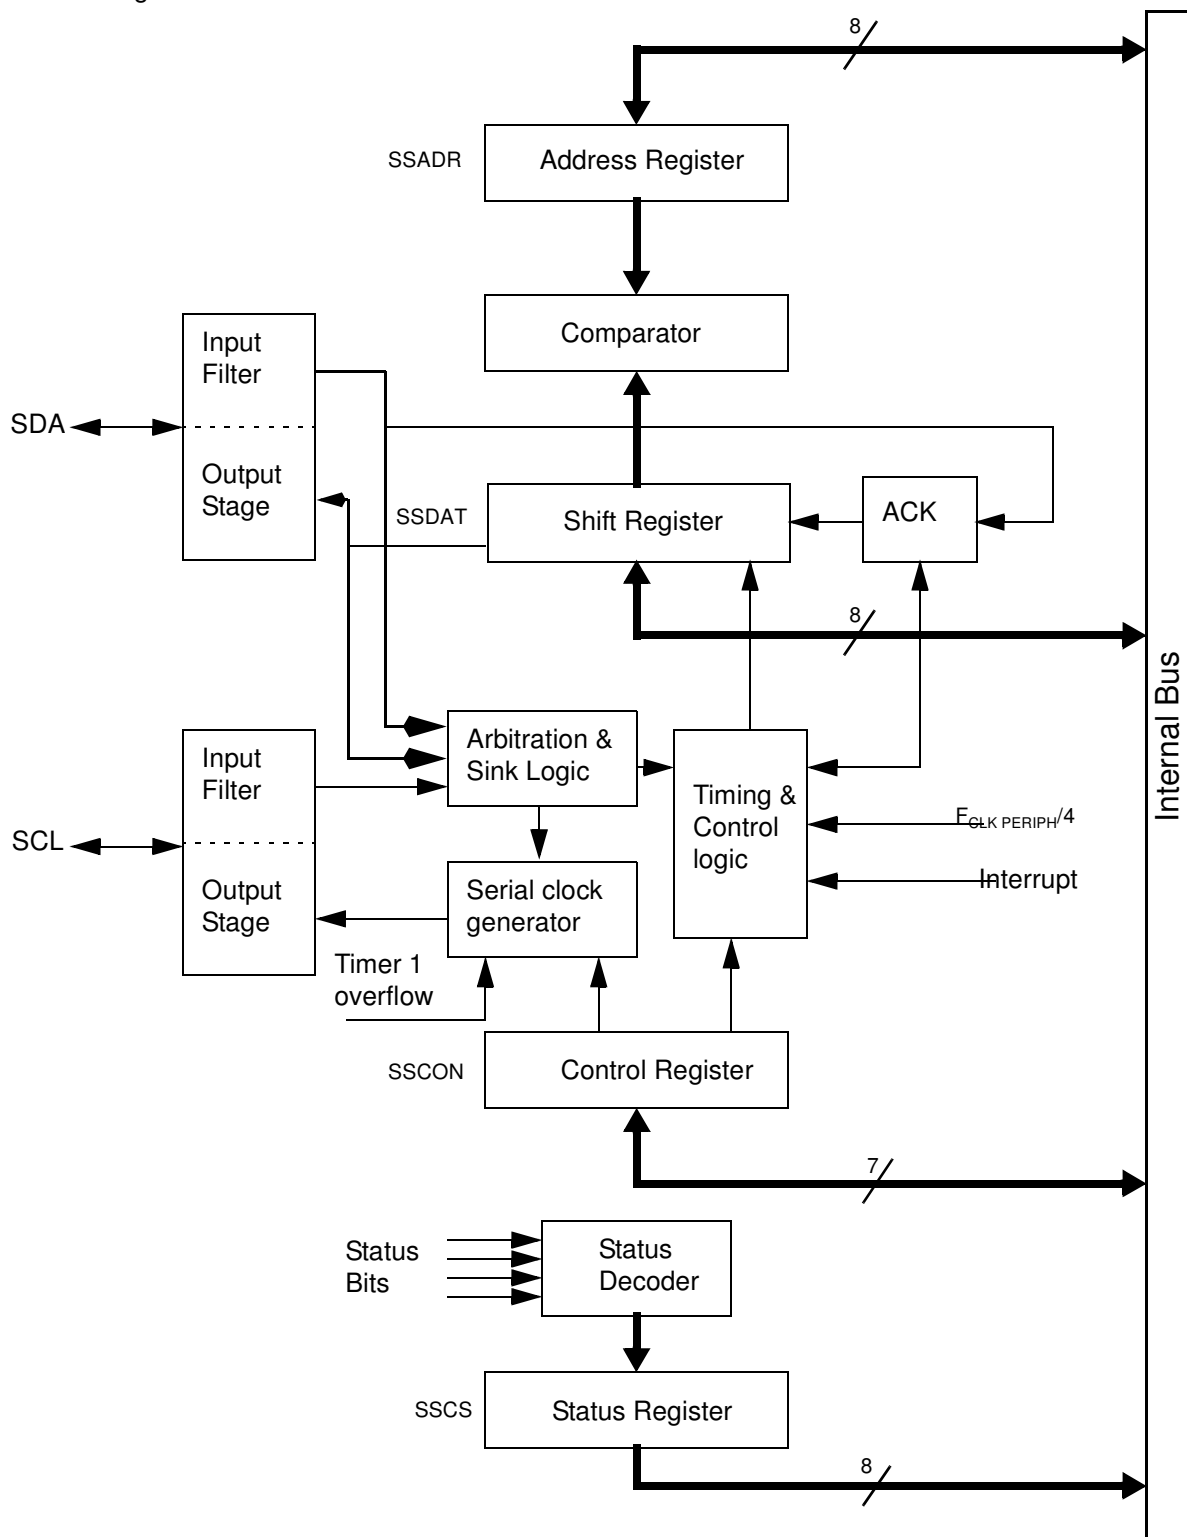 8
SSADR
Address Register
Comparator
Input
Filter
SDA
Output
Stage
SSDAT
Shift Register
ACK
8
Internal Bus
Arbitration &
Sink Logic
Input
Filter
Timing &
Control
logic
FCLK PERIPH/4
SCL
Interrupt
Output
Stage
Serial clock
generator
Timer 1
overflow
SSCON
Control Register
7
Status
Bits
Status
Decoder
SSCS
Status Register
8